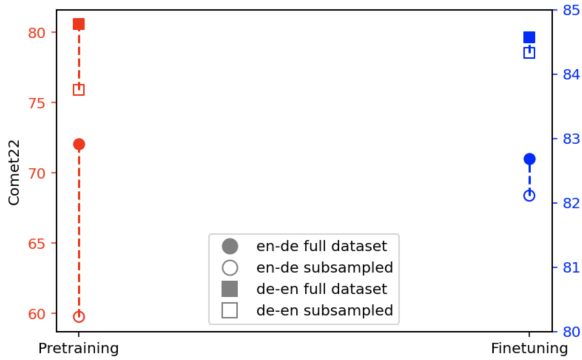 Comet22
80
75
70
65
60
85
84
83
82
81
80
en-de full dataset
en-de subsampled
de-en full dataset
de-en subsampled
Pretraining
Finetuning